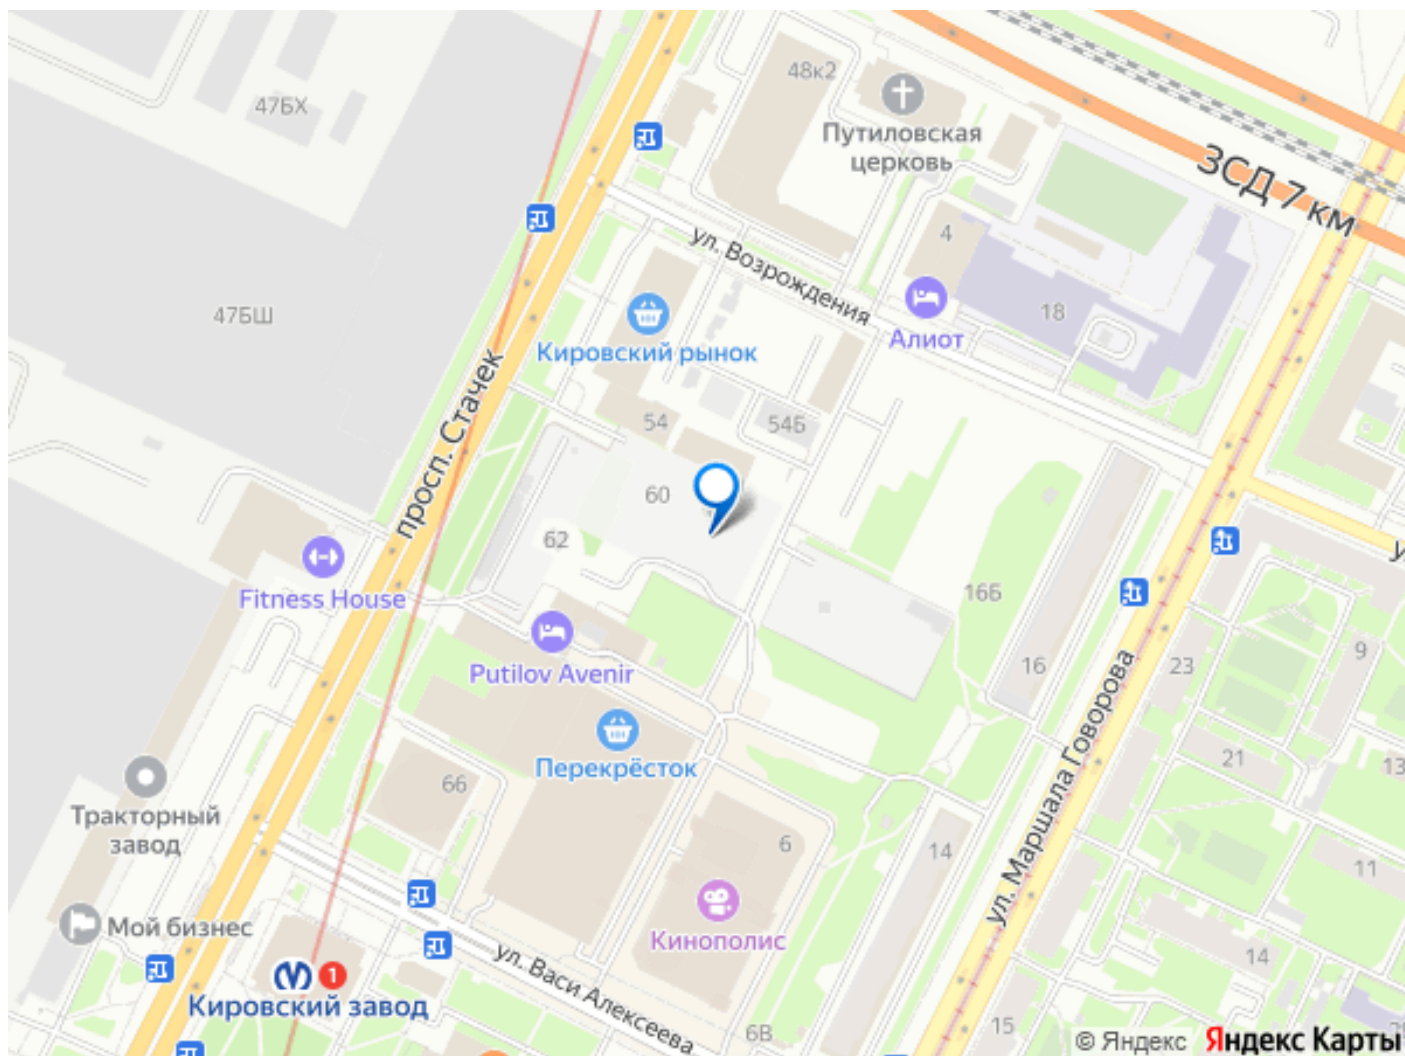 47БХ
48к2
Путиловская
церковь
ЗСД 7 км
47БШ
ул. Возрождения
4
18
Алиот
Кировский рынок
просп. Стачек
54
54Б
60
62
Fitness House
Putilov Avenir
16Б
16
23
9
ул. Маршала Говорова
Перекрёсток
21
13
66
Тракторный
завод
6
14
11
Мой бизнес
Кинополис
ул. Васи Алексеева
1
Кировский завод
14
6В
15
© Яндекс Яндекс Карты